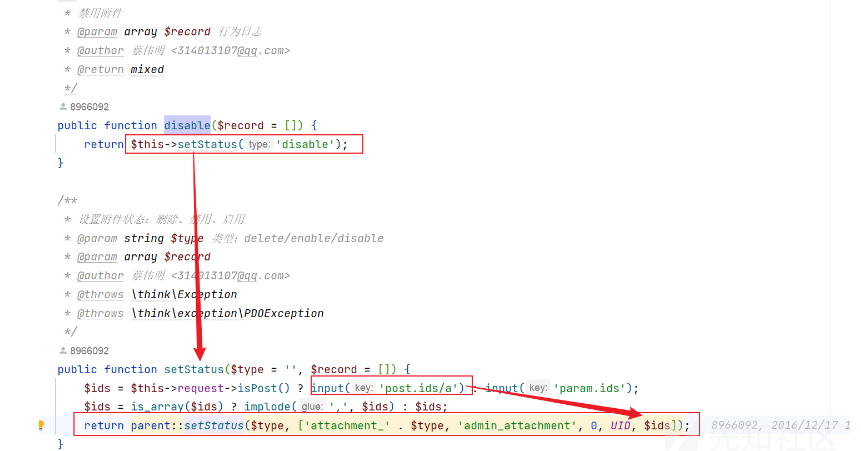 * 禁用附件
* @param array $record 行为日志
* @author 蔡伟明 <314013107@qq.com>
* @return mixed
*/
8966092
public function disable($record = []) {
return $this->setStatus( type: 'disable');
}
/**
* 设置附件状态：删除、禁用、启用
* @param string $type 类型：delete/enable/disable
* @param array $record
* @author 蔡伟明 <314013107@qq.com>
* @throws \think\Exception
* @throws \think\exception\PDOException
*/
8966092
public function setStatus($type = '', $record = []) {
$ids = $this->request->isPost() ? input( key: 'post.ids/a') : input( key: 'param.ids');
$ids = is_array($ids) ? implode( glue: ',', $ids) : $ids;
return parent::setStatus($type, ['attachment_' . $type, 'admin_attachment', 0, UID, $ids]); 8966092, 2016/12/17 1
}
先知社区